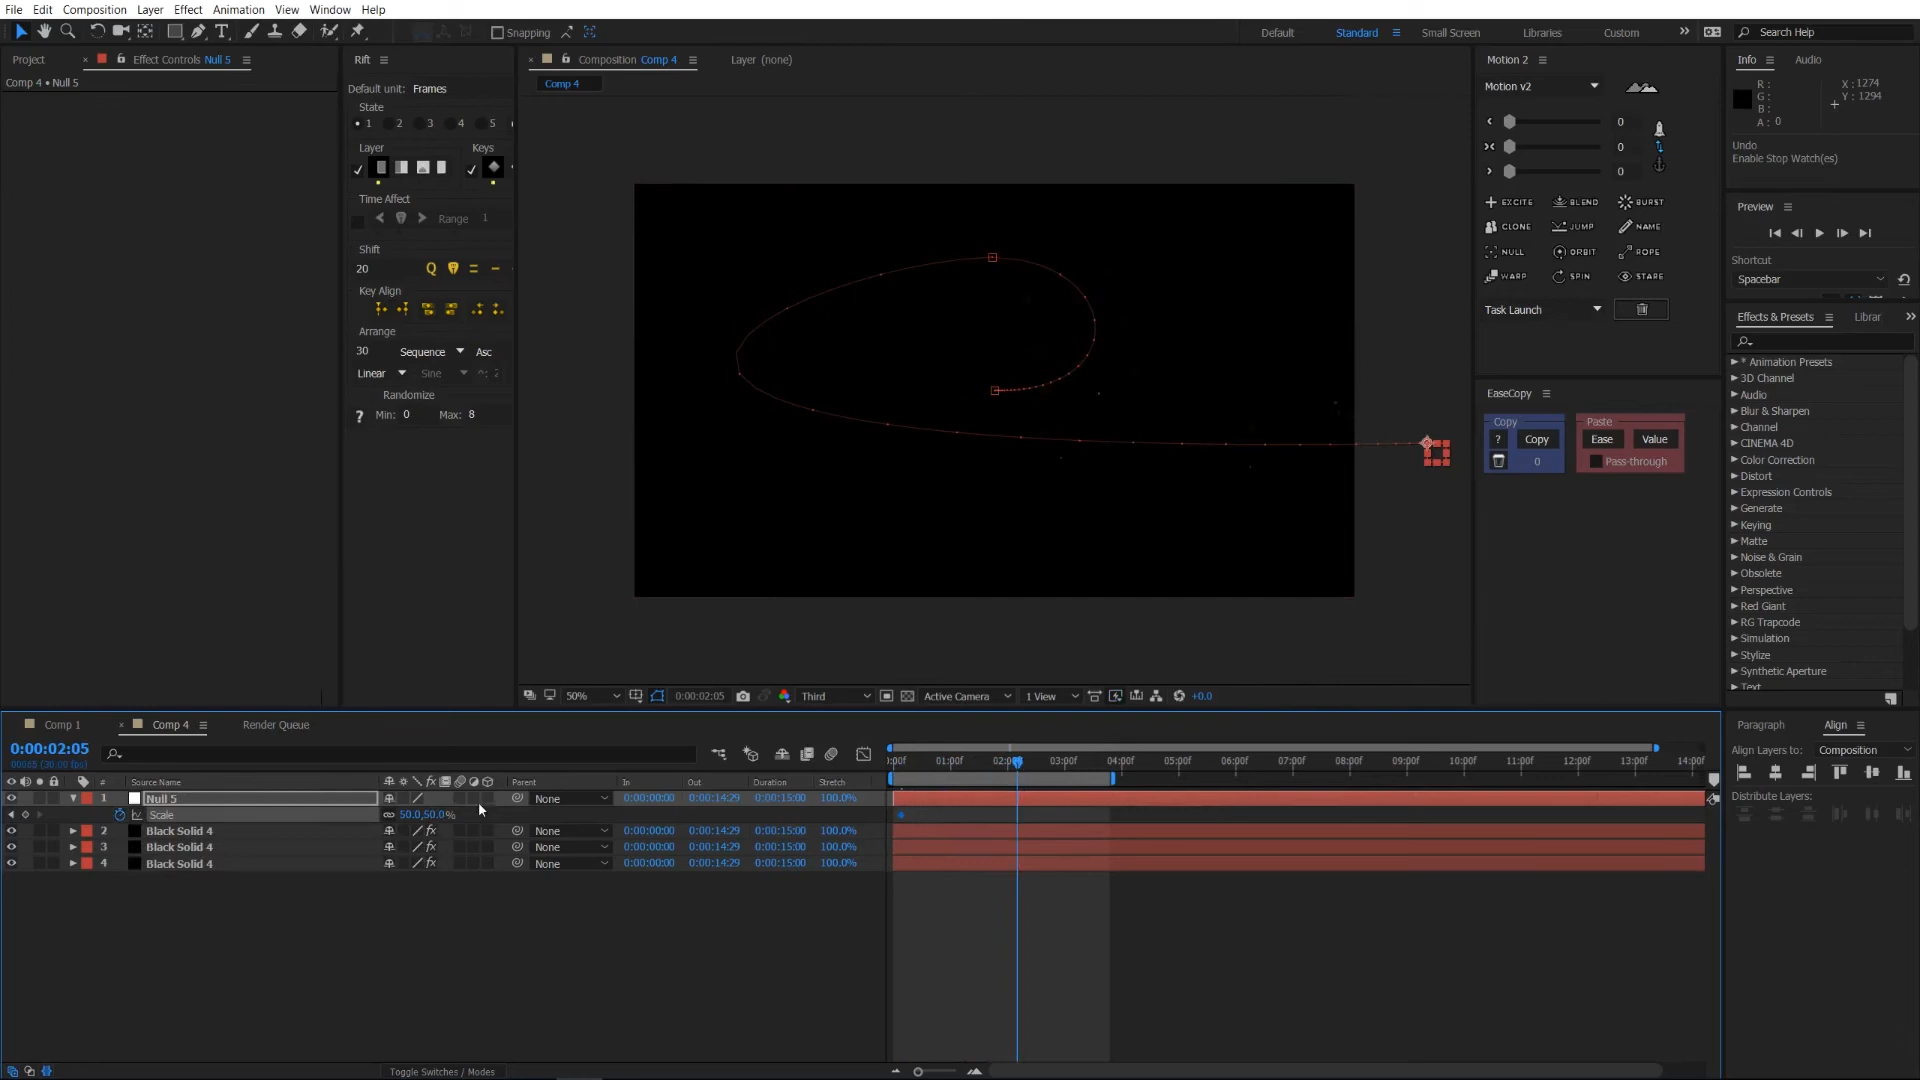 File Edit Composition Layer Effect Animation View Window Help
Snapping
Default Standard Small Screen Libraries Custom Search Help
Project Effect Controls Null 5
Comp 4 • Null 5
Rift
Default unit: Frames
State
1 2 3 4 5
Layer Keys
Time Affect
Range 1
Shift
20 Q
Key Align
Arrange
30 Sequence Asc
Linear Sine
Randomize
? Min: 0 Max: 8
Composition Comp 4 Layer (none)
Comp 4
50% 0:00:02:05 Third Active Camera 1 View +0.0
Motion 2
Motion v2
0
0
0
EXCITE BLEND BURST
CLONE JUMP NAME
NULL ORBIT ROPE
WARP SPIN STARE
Task Launch
EaseCopy
Copy Paste
? Copy Ease Value
0 Pass-through
Info Audio
R: X: 1274
G: Y: 1294
B:
A: 0
Undo
Enable Stop Watch(es)
Preview
Shortcut
Spacebar
Effects & Presets Librar
* Animation Presets
3D Channel
Audio
Blur & Sharpen
Channel
CINEMA 4D
Color Correction
Distort
Expression Controls
Generate
Keying
Matte
Noise & Grain
Obsolete
Perspective
Red Giant
RG Trapcode
Simulation
Stylize
Synthetic Aperture
Text
Comp 1 Comp 4 Render Queue
0:00:02:05
00065 (30.00 fps)
# Source Name fx Parent In Out Duration Stretch
:00f 01:00f 02:00f 03:00f 04:00f 05:00f 06:00f 07:00f 08:00f 09:00f 10:00f 11:00f 12:00f 13:00f 14:00f
1 Null 5 None 0:00:00:00 0:00:14:29 0:00:15:00 100.0%
Scale 50.0,50.0%
2 Black Solid 4 fx None 0:00:00:00 0:00:14:29 0:00:15:00 100.0%
3 Black Solid 4 fx None 0:00:00:00 0:00:14:29 0:00:15:00 100.0%
4 Black Solid 4 fx None 0:00:00:00 0:00:14:29 0:00:15:00 100.0%
Toggle Switches / Modes
Paragraph Align
Align Layers to: Composition
Distribute Layers: